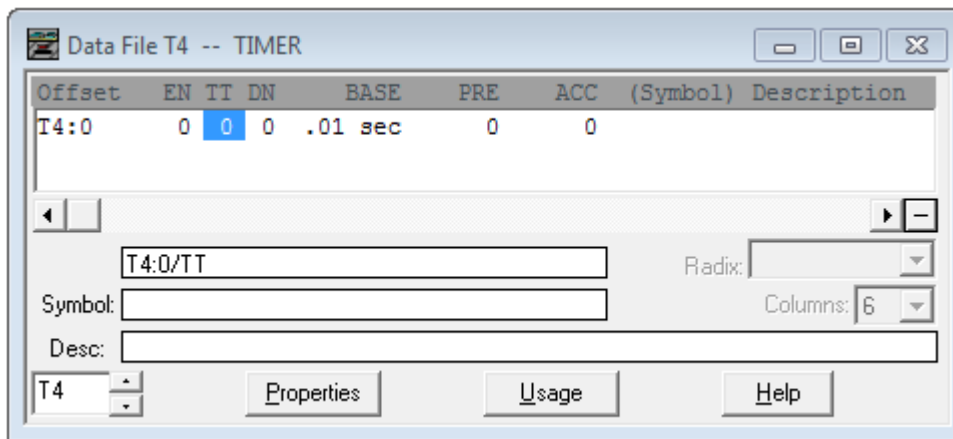 Data File T4 -- TIMER
Offset EN TT DN BASE PRE ACC (Symbol) Description
T4:0 0 0 0 .01 sec 0 0
T4:0/TT Radix:
Symbol: Columns: 6
Desc:
T4 Properties Usage Help